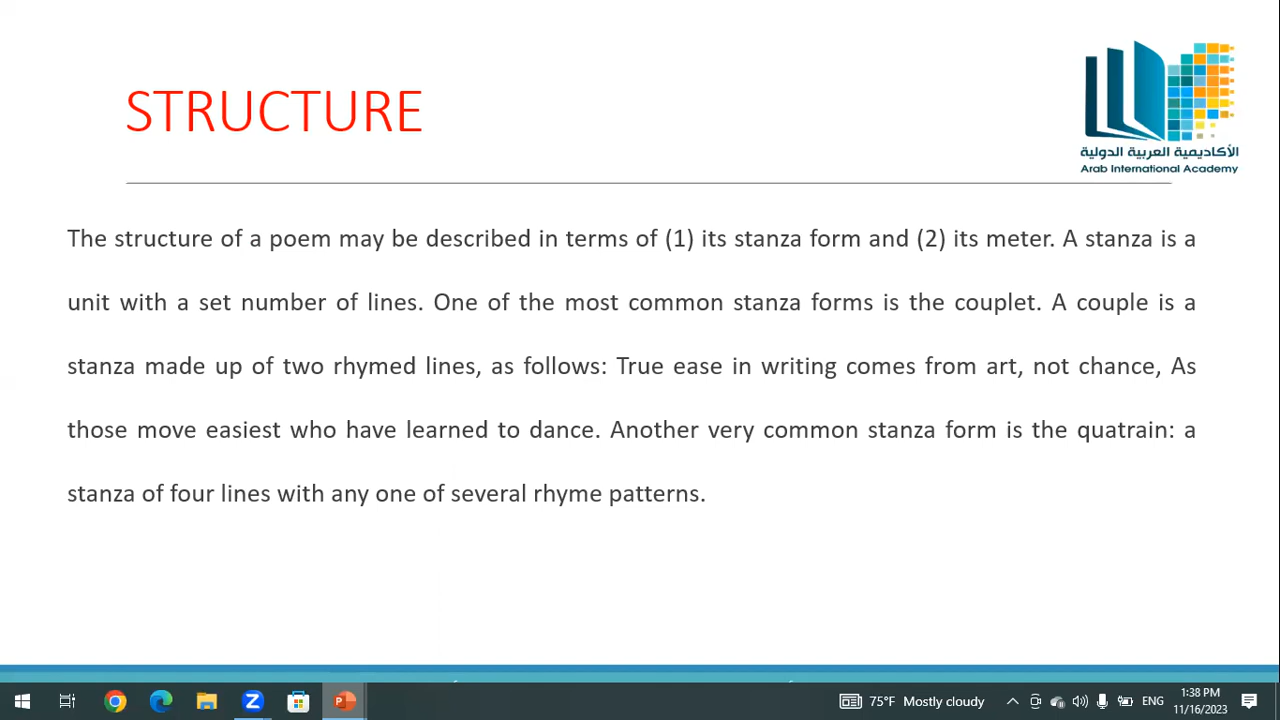 STRUCTURE
الأكاديمية العربية الدولية
Arab International Academy
The structure of a poem may be described in terms of (1) its stanza form and (2) its meter. A stanza is a
unit with a set number of lines. One of the most common stanza forms is the couplet. A couple is a
stanza made up of two rhymed lines, as follows: True ease in writing comes from art, not chance, As
those move easiest who have learned to dance. Another very common stanza form is the quatrain: a
stanza of four lines with any one of several rhyme patterns.
75°F Mostly cloudy
ENG
1:38 PM
11/16/2023